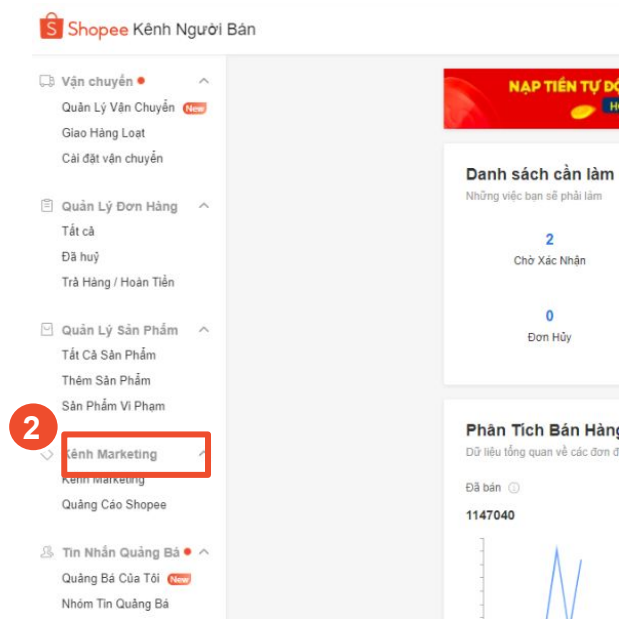 Shopee Kênh Người Bán
Vận chuyển
Quản Lý Vận Chuyển New
Giao Hàng Loạt
Cài đặt vận chuyển
Quản Lý Đơn Hàng
Tất cả
Đã huỷ
Trả Hàng / Hoàn Tiền
Quản Lý Sản Phẩm
Tất Cả Sản Phẩm
Thêm Sản Phẩm
Sản Phẩm Vi Phạm
2
Kênh Marketing
Kênh Marketing
Quảng Cáo Shopee
Tin Nhắn Quảng Bá
Quảng Bá Của Tôi New
Nhóm Tin Quảng Bá
NẠP TIỀN TỰ
Danh sách cần làm
Những việc bạn sẽ phải làm
2
Chờ Xác Nhận
0
Đơn Hủy
Phân Tích Bán Hàng
Dữ liệu tổng quan về các đơn
Đã bán
1147040